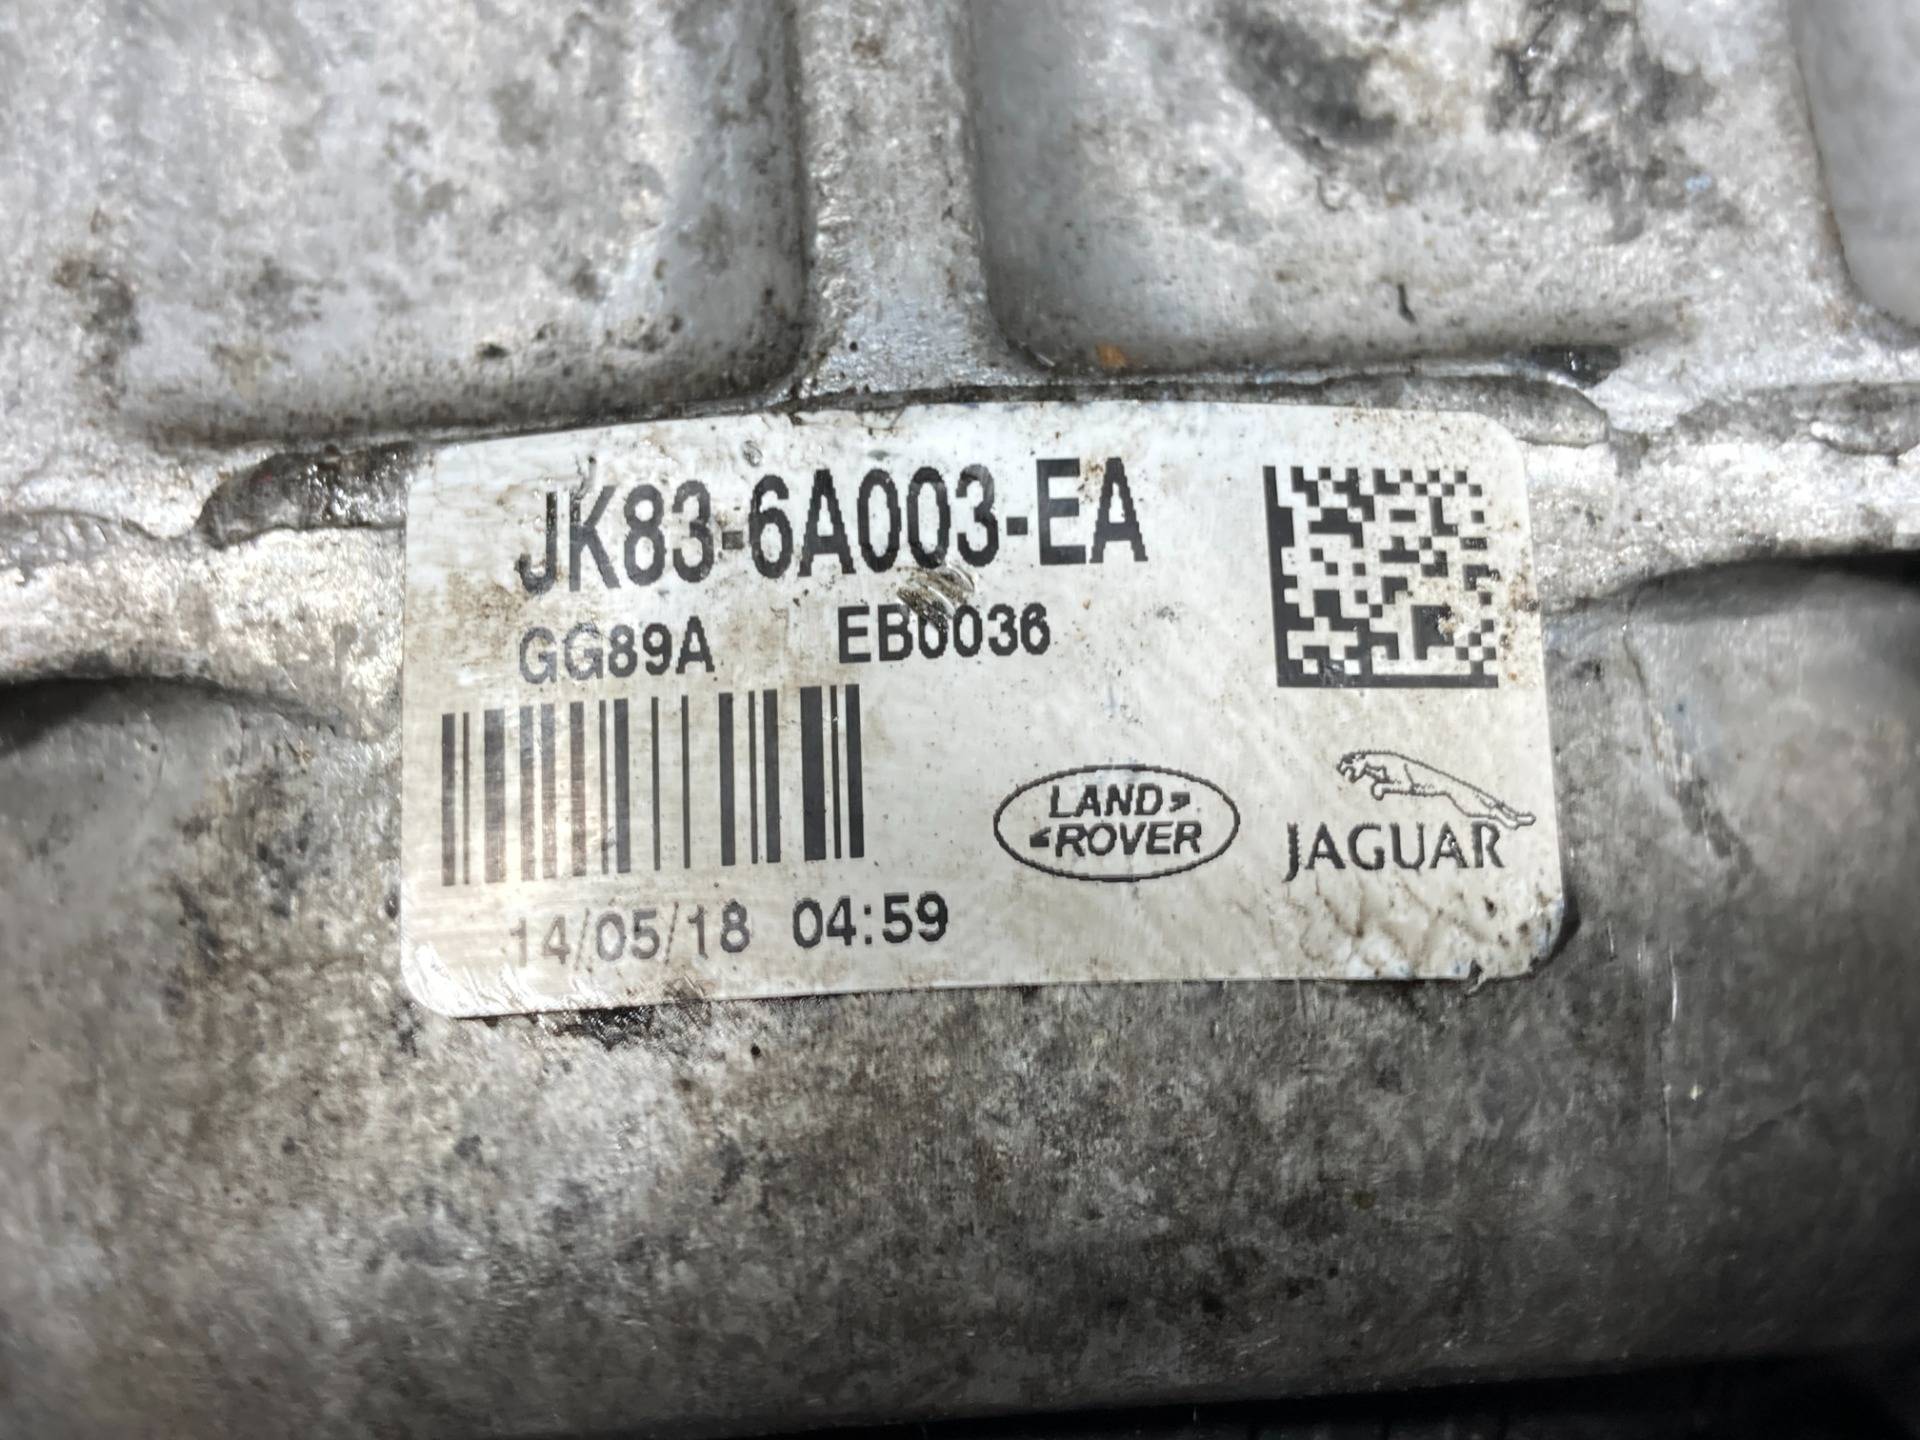 JK83-6A003-EA
GG89A EB0036
LAND
ROVER
JAGUAR
14/05/18 04:59